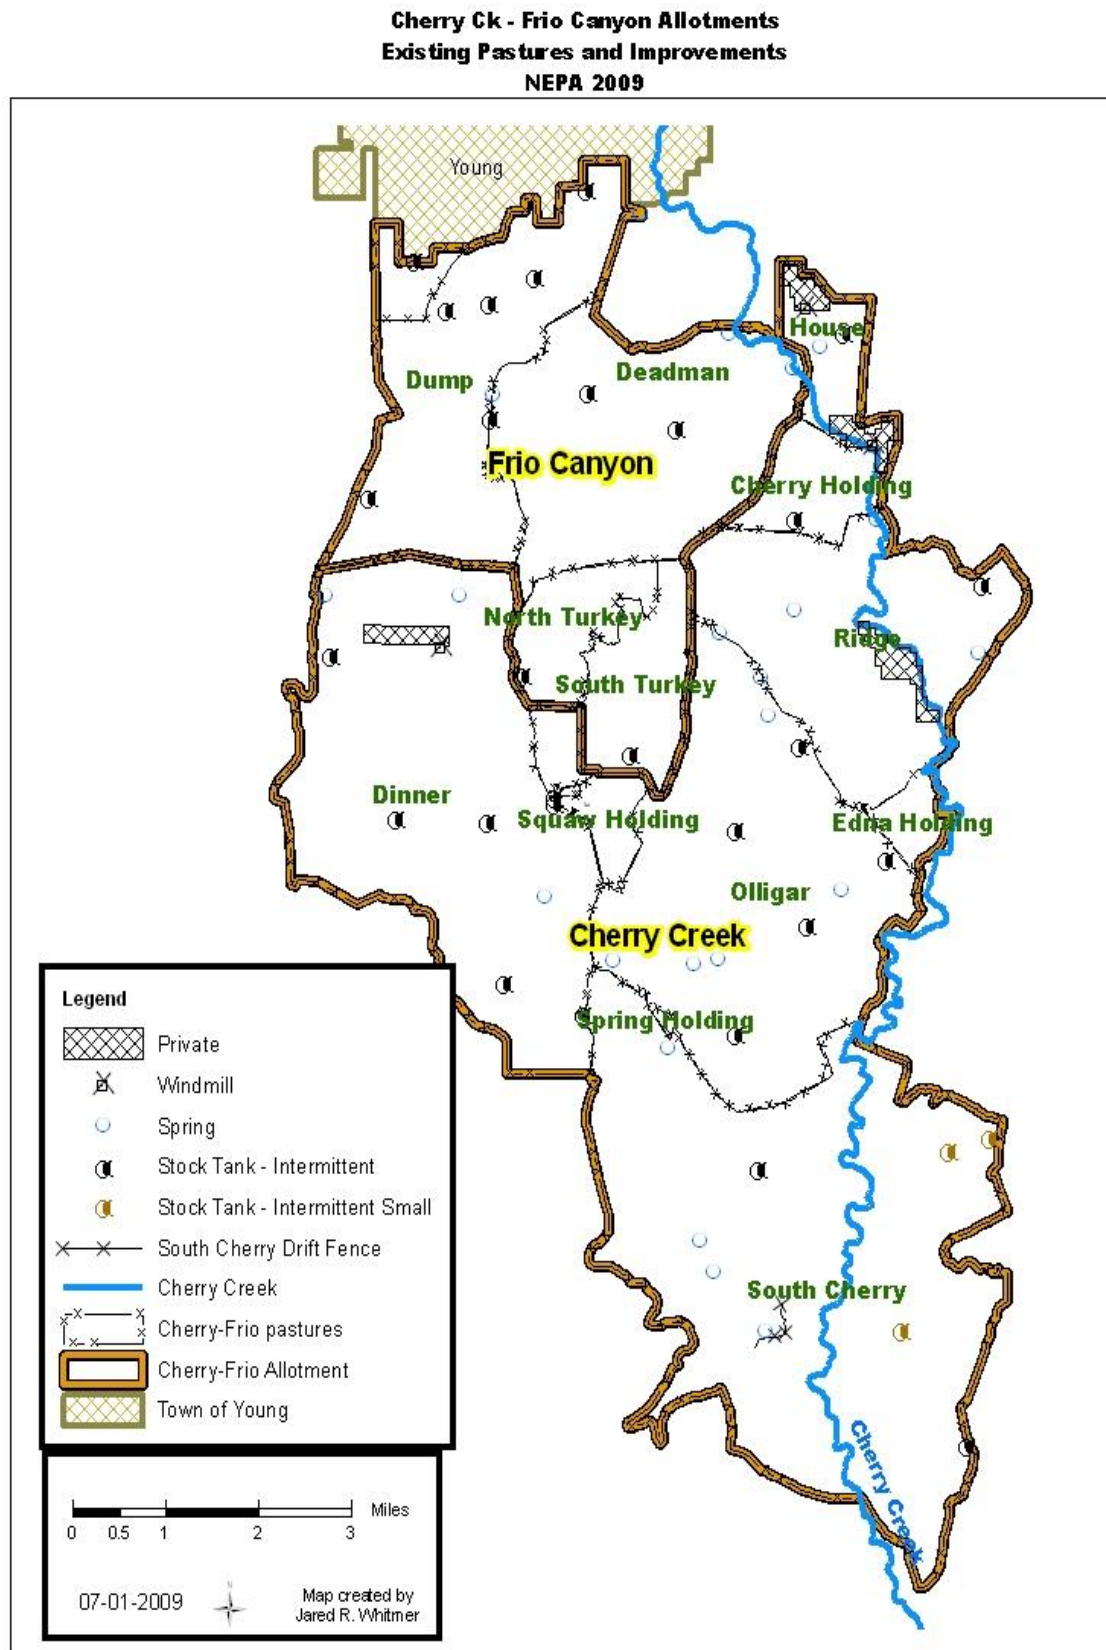 Cherry Ck - Frio Canyon Allotments
Existing Pastures and Improvements
NEPA 2009
Young
House
Dump
Deadman
Frio Canyon
Cherry Holding
North Turkey
Ridge
South Turkey
Dinner
Squaw Holding
Edna Holding
Olligar
Cherry Creek
Spring Holding
South Cherry
Cherry Creek
Legend
Private
Windmill
Spring
Stock Tank - Intermittent
Stock Tank - Intermittent Small
South Cherry Drift Fence
Cherry Creek
Cherry-Frio pastures
Cherry-Frio Allotment
Town of Young
Miles
0 0.5 1 2 3
07-01-2009
N
Map created by
Jared R. Whitmer